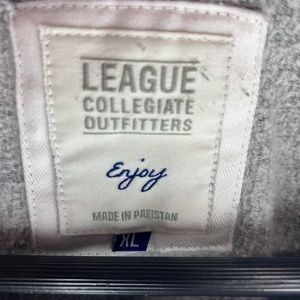 LEAGUE
COLLEGIATE
OUTFITTERS
Enjoy
MADE IN PAKISTAN
XL